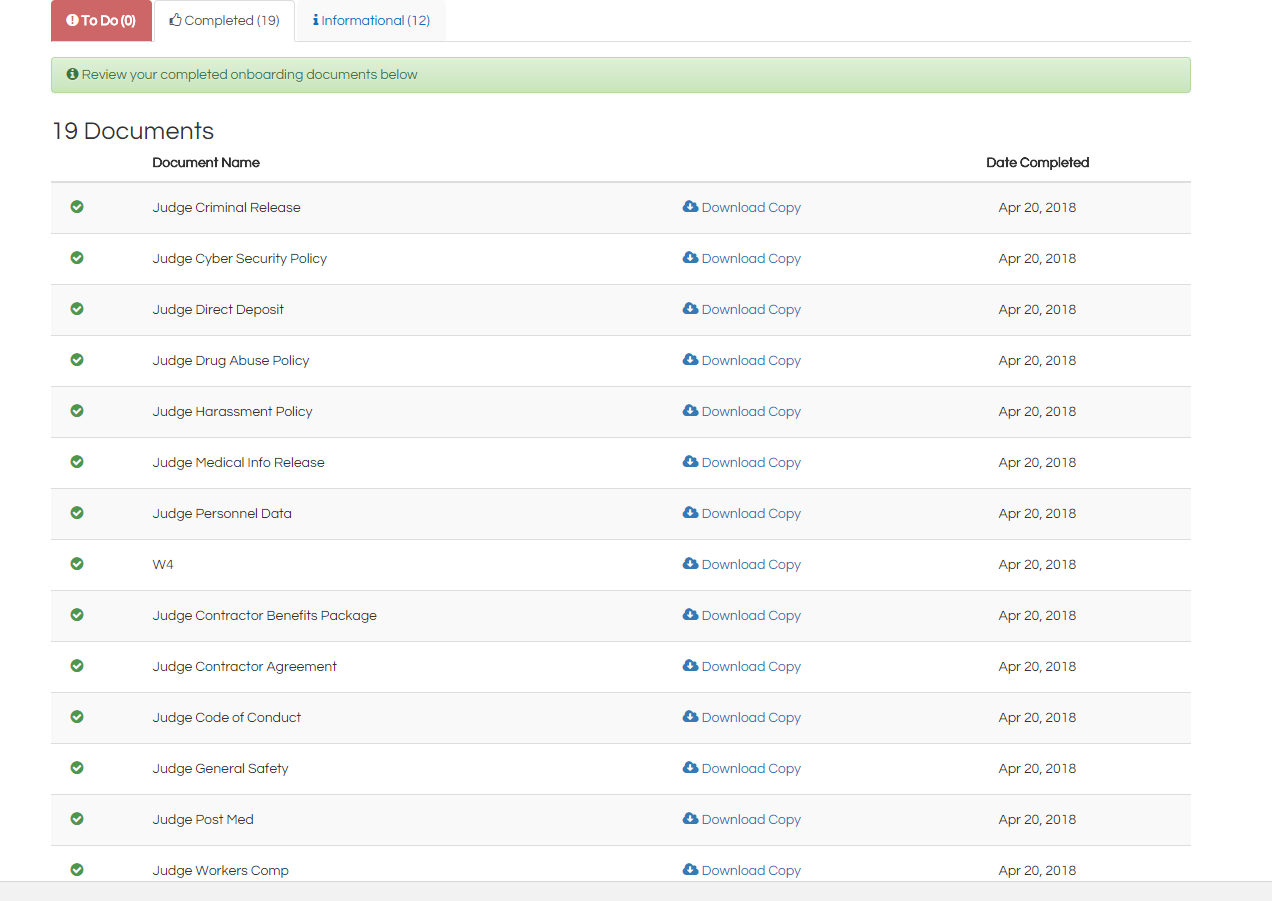 To Do (0) Completed (19) Informational (12)
Review your completed onboarding documents below
19 Documents
Document Name Date Completed
Judge Criminal Release Download Copy Apr 20, 2018
Judge Cyber Security Policy Download Copy Apr 20, 2018
Judge Direct Deposit Download Copy Apr 20, 2018
Judge Drug Abuse Policy Download Copy Apr 20, 2018
Judge Harassment Policy Download Copy Apr 20, 2018
Judge Medical Info Release Download Copy Apr 20, 2018
Judge Personnel Data Download Copy Apr 20, 2018
W4 Download Copy Apr 20, 2018
Judge Contractor Benefits Package Download Copy Apr 20, 2018
Judge Contractor Agreement Download Copy Apr 20, 2018
Judge Code of Conduct Download Copy Apr 20, 2018
Judge General Safety Download Copy Apr 20, 2018
Judge Post Med Download Copy Apr 20, 2018
Judge Workers Comp Download Copy Apr 20, 2018